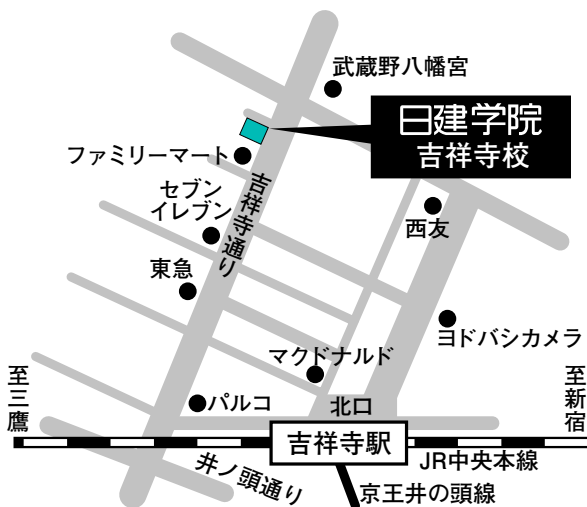 武蔵野八幡宮
日建学院
吉祥寺校
ファミリーマート
セブン
イレブン
吉祥寺通り
西友
東急
ヨドバシカメラ
マクドナルド
至三鷹
パルコ
北口
至新宿
吉祥寺駅
JR中央本線
井ノ頭通り
京王井の頭線